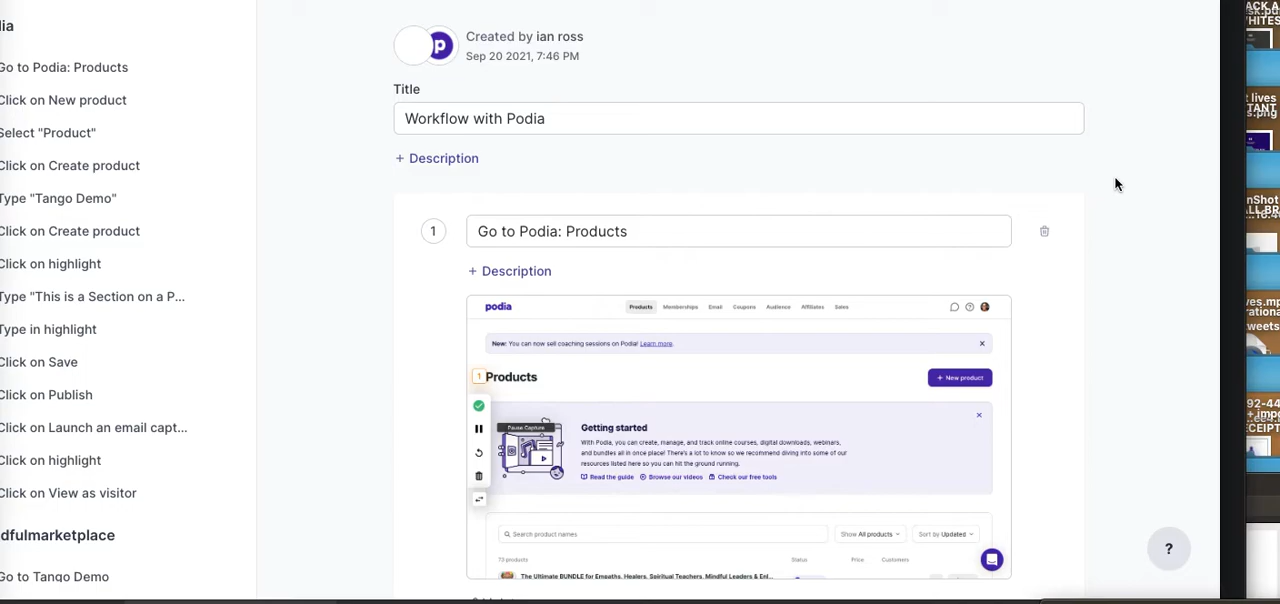 dia
Go to Podia: Products
Click on New product
Select "Product"
Click on Create product
Type "Tango Demo"
Click on Create product
Click on highlight
Type "This is a Section on a P...
Type in highlight
Click on Save
Click on Publish
Click on Launch an email capt...
Click on highlight
Click on View as visitor
dfulmarketplace
Go to Tango Demo
p
Created by ian ross
Sep 20 2021, 7:46 PM
Title
Workflow with Podia
+ Description
1
Go to Podia: Products
+ Description
podia
Products Memberships Email Coupons Audience Affiliates Sales
New: You can now sell coaching sessions on Podia! Learn more.
1 Products
+ New product
Pause Capture
Getting started
With Podia, you can create, manage, and track online courses, digital downloads, webinars,
and bundles all in once place! There's a lot to know so we recommend diving into some of our
resources listed here so you can hit the ground running.
Read the guide Browse our videos Check our free tools
Search product names
Show All products
Sort by Updated
73 products
Status Price Customers
The Ultimate BUNDLE for Empaths, Healers, Spiritual Teachers, Mindful Leaders & Enl...
?